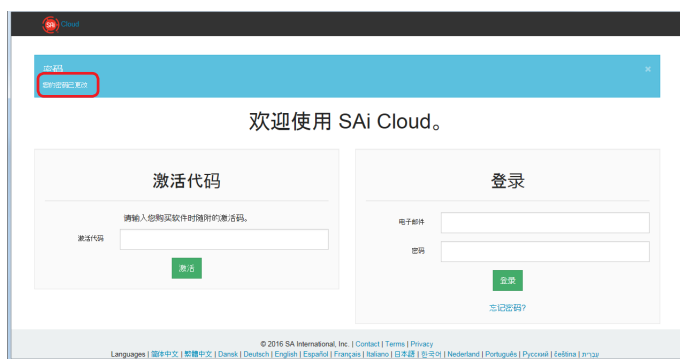 SAi Cloud
密码 ×
您的密码已更改
欢迎使用 SAi Cloud。
激活代码
请输入您购买软件时随附的激活码。
激活代码
激活
登录
电子邮件
密码
登录
忘记密码?
© 2016 SA International, Inc. | Contact | Terms | Privacy
Languages | 简体中文 | 繁體中文 | Dansk | Deutsch | English | Español | Français | Italiano | 日本語 | 한국어 | Nederland | Português | Русский | čeština | עברית